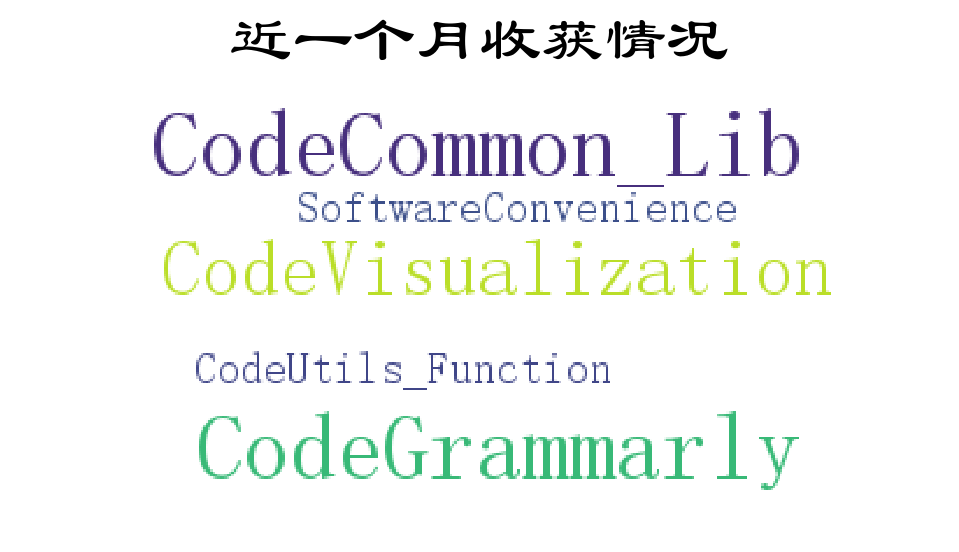 近一个月收获情况
CodeCommon_Lib
SoftwareConvenience
CodeVisualization
CodeUtils_Function
CodeGrammarly